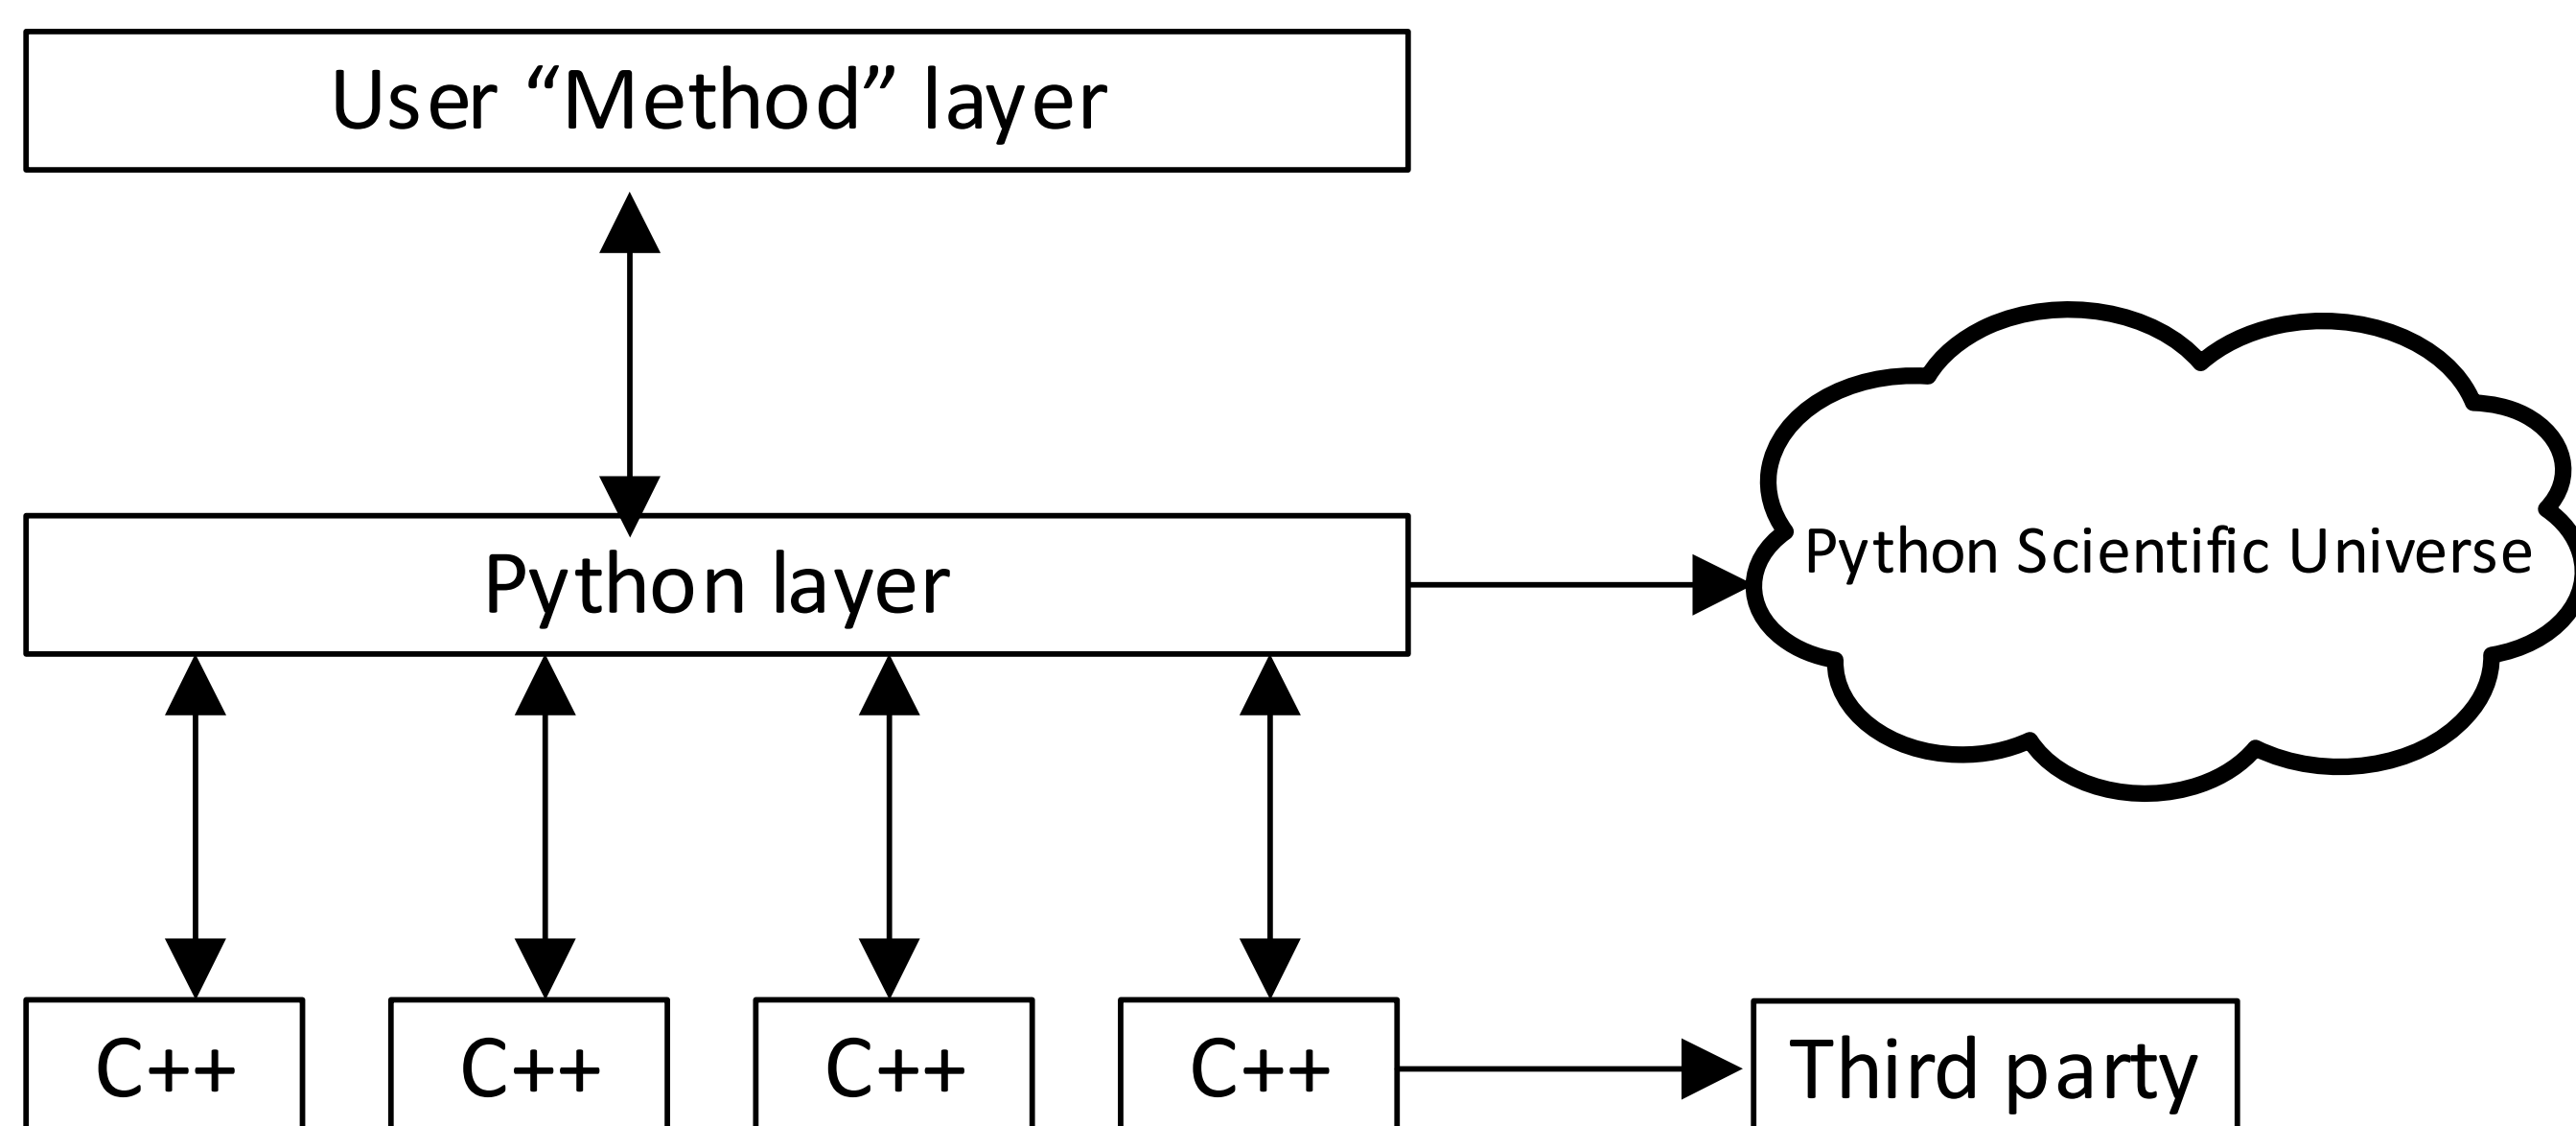 User “Method” layer
Python Scientific Universe
Python layer
C++
C++
C++
C++
Third party